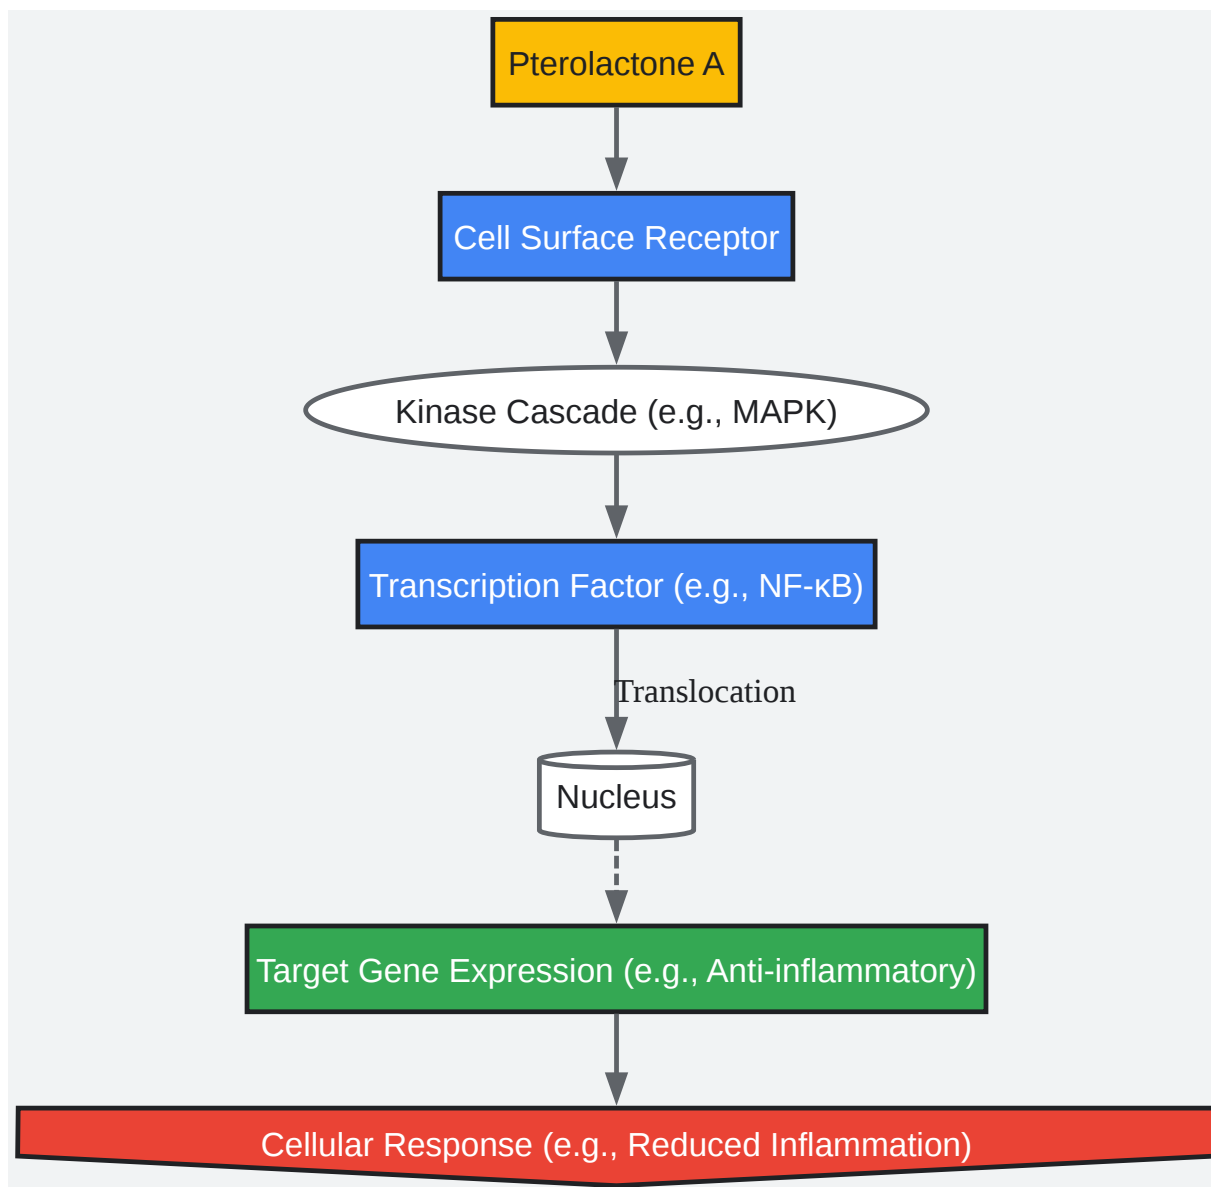 Pterolactone A
Cell Surface Receptor
Kinase Cascade (e.g., MAPK)
Transcription Factor (e.g., NF-κB)
Translocation
Nucleus
Target Gene Expression (e.g., Anti-inflammatory)
Cellular Response (e.g., Reduced Inflammation)